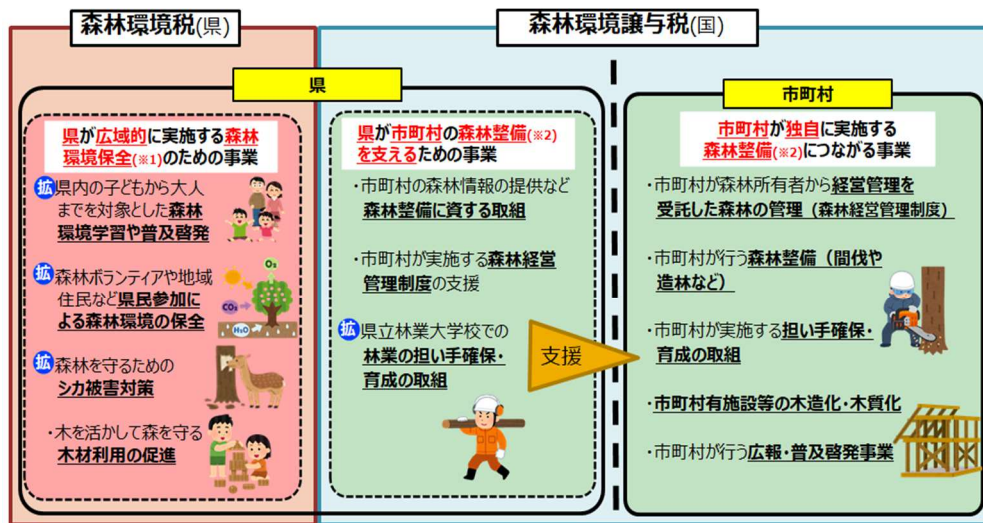 森林環境税(県)
森林環境譲与税(国)
県
市町村
県が広域的に実施する森林
環境保全(※1)のための事業
拡 県内の子どもから大人
までを対象とした森林
環境学習や普及啓発
拡 森林ボランティアや地域
住民など県民参加に
よる森林環境の保全
O₂
CO₂
H₂O
拡 森林を守るための
シカ被害対策
・木を活かして森を守る
木材利用の促進
県が市町村の森林整備(※2)
を支えるための事業
・市町村の森林情報の提供など
森林整備に資する取組
・市町村が実施する森林経営
管理制度の支援
拡 県立林業大学校での
林業の担い手確保・
育成の取組
支援
市町村が独自に実施する
森林整備(※2)につながる事業
・市町村が森林所有者から経営管理を
受託した森林の管理（森林経営管理制度）
・市町村が行う森林整備（間伐や
造林など）
・市町村が実施する担い手確保・
育成の取組
・市町村有施設等の木造化・木質化
・市町村が行う広報・普及啓発事業